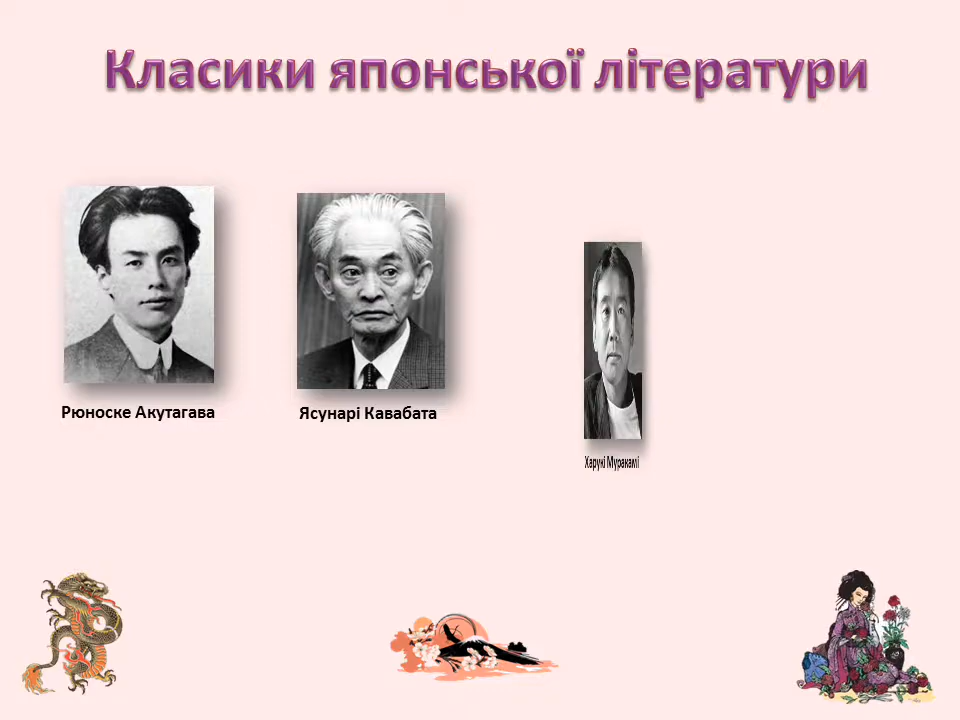 Класики японської літератури
Рюноске Акутагава
Ясунарі Кавабата
Харукі Муракамі